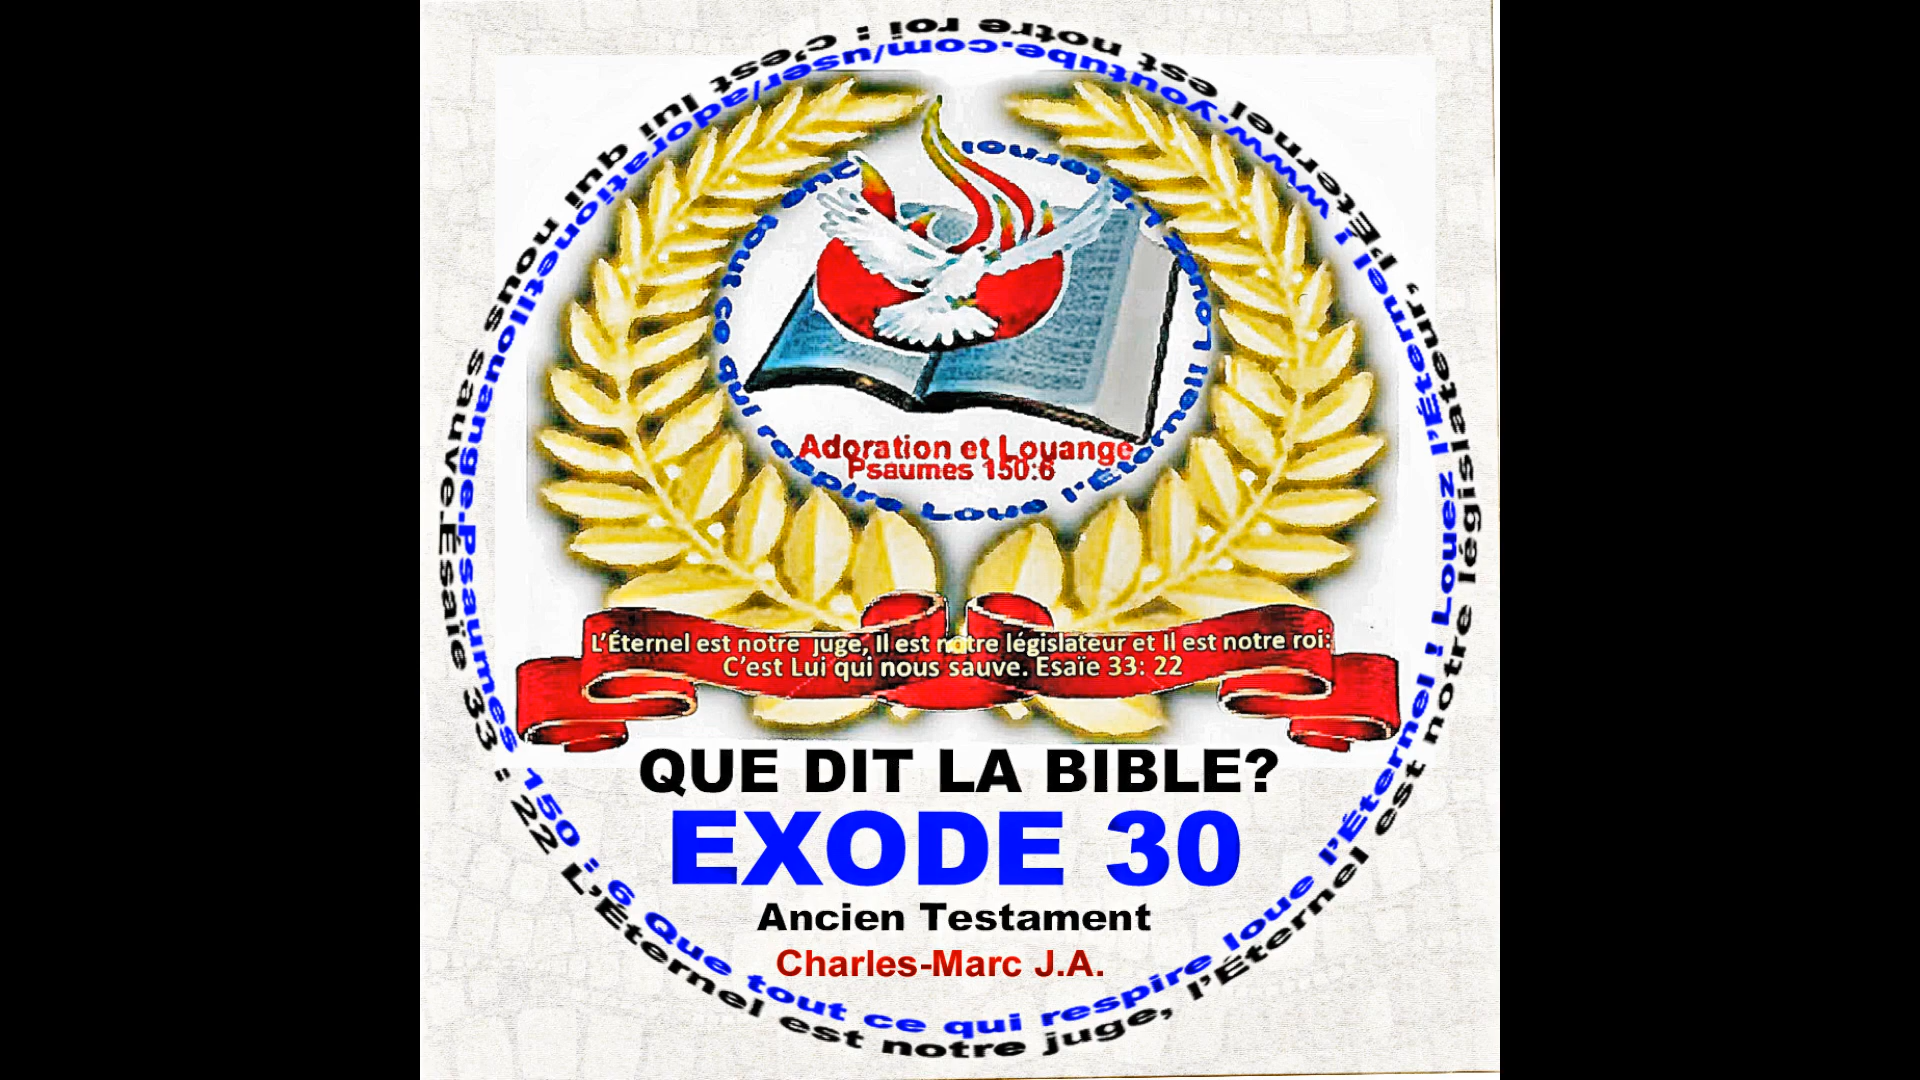 L'Éternel est notre juge, l'Éternel est notre législateur, l'Éternel est notre roi : c'est lui qui nous sauve Esaïe 33 : 22
Que tout ce qui respire loue l'Éternel ! Louez l'Éternel !
www.youtube.com/user/adorationetllouange.Psaumes 150 : 6
Que tout ce qui respire Loue l'Éternel! Louez L'Éternel
Adoration et Louange
Psaumes 150:6
L'Éternel est notre juge, Il est notre législateur et Il est notre roi:
C'est Lui qui nous sauve. Esaïe 33: 22
QUE DIT LA BIBLE?
EXODE 30
Ancien Testament
Charles-Marc J.A.